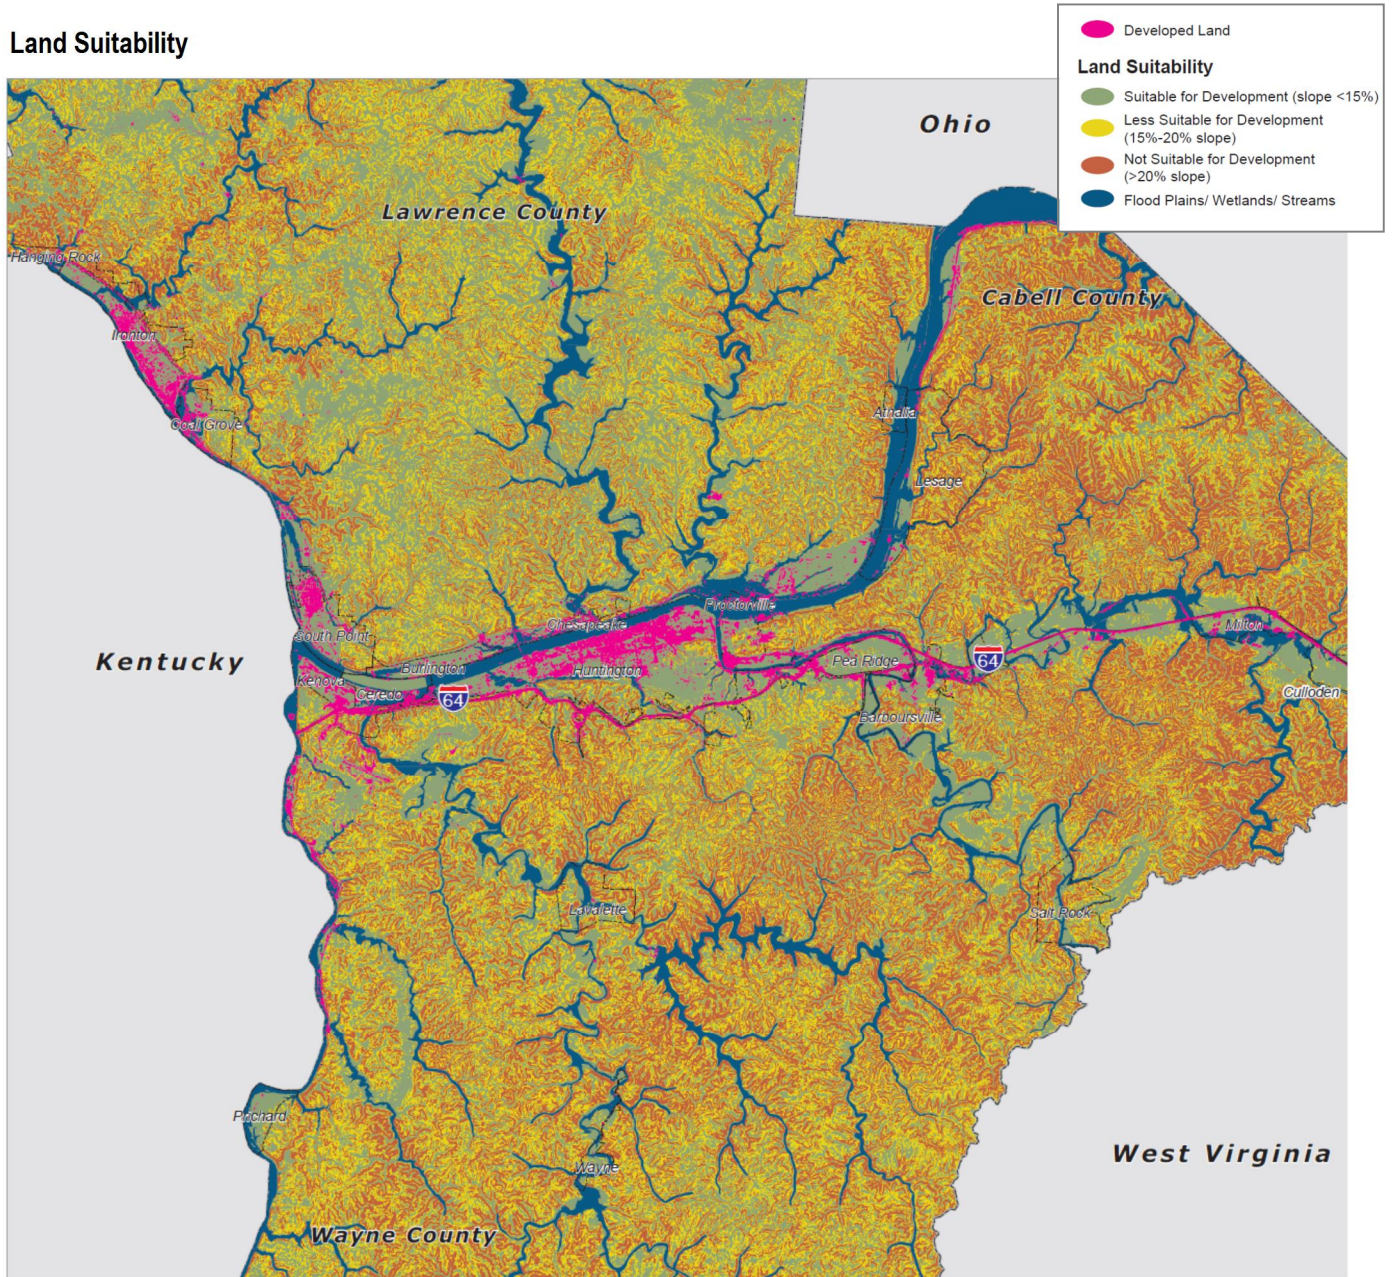 Land Suitability
Developed Land
Land Suitability
Suitable for Development (slope <15%)
Less Suitable for Development
(15%-20% slope)
Not Suitable for Development
(>20% slope)
Flood Plains/ Wetlands/ Streams
Ohio
Lawrence County
Hanging Rock
Cabell County
Ironton
Athalia
Coal Grove
Lesage
Proctorville
Chesapeake
Milton
South Point
Kentucky
64
Pea Ridge
Burlington
Huntington
Kenova
Ceredo
64
Culloden
Barboursville
Lavalette
Salt Rock
Prichard
West Virginia
Wayne
Wayne County